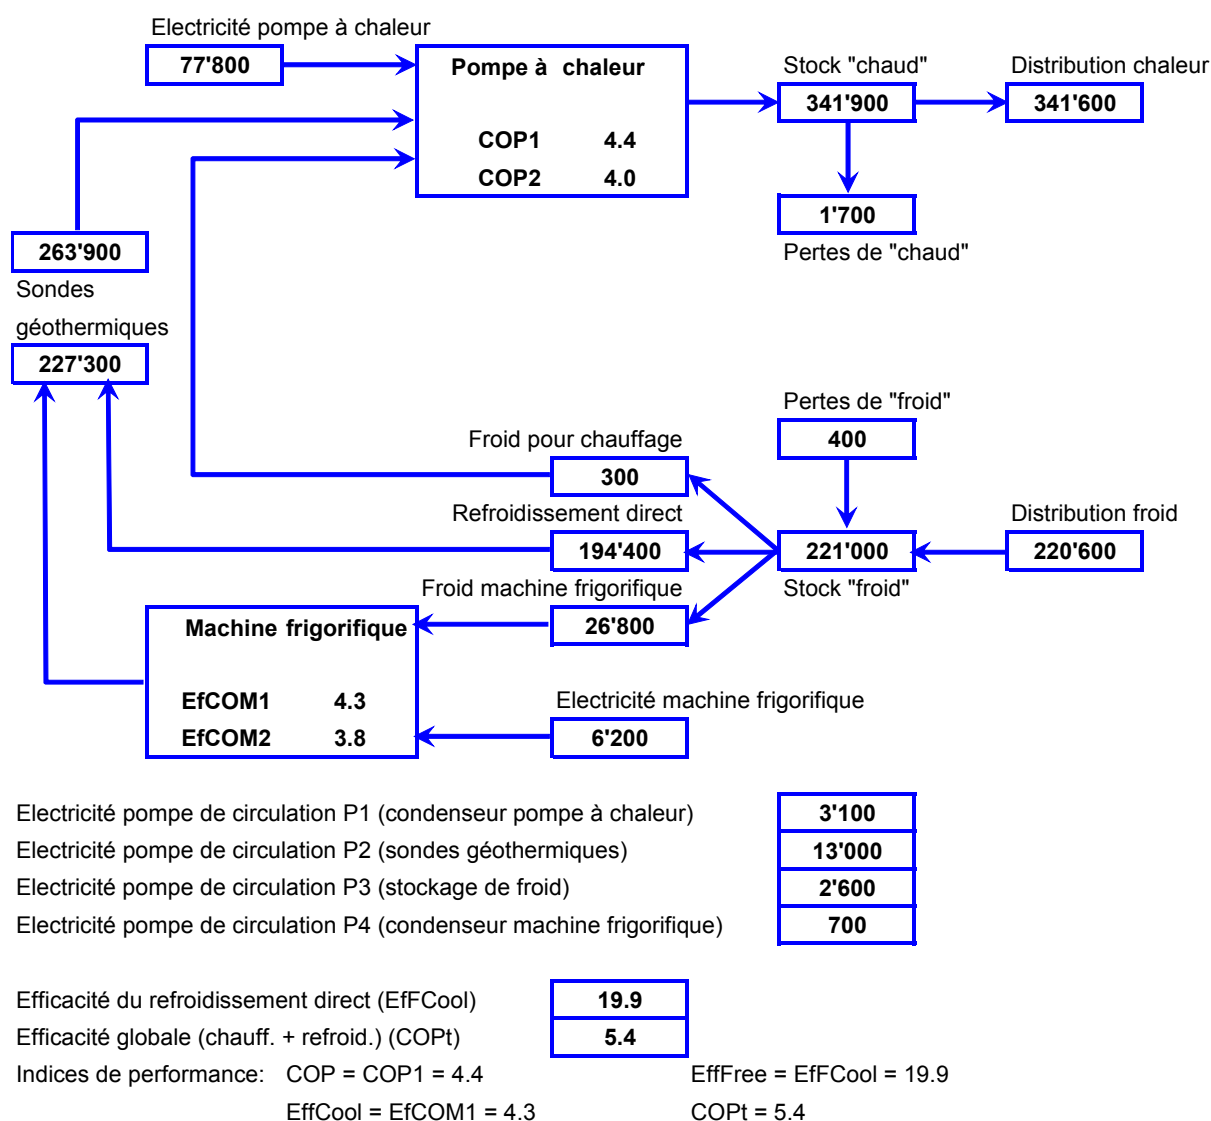 Electricité pompe à chaleur
77'800
Pompe à chaleur
COP1 4.4
COP2 4.0
Stock "chaud"
341'900
Distribution chaleur
341'600
1'700
Pertes de "chaud"
263'900
Sondes
géothermiques
227'300
Pertes de "froid"
400
Froid pour chauffage
300
Refroidissement direct
194'400
Distribution froid
221'000
220'600
Stock "froid"
Froid machine frigorifique
26'800
Machine frigorifique
EfCOM1 4.3
EfCOM2 3.8
Electricité machine frigorifique
6'200
Electricité pompe de circulation P1 (condenseur pompe à chaleur) 3'100
Electricité pompe de circulation P2 (sondes géothermiques) 13'000
Electricité pompe de circulation P3 (stockage de froid) 2'600
Electricité pompe de circulation P4 (condenseur machine frigorifique) 700
Efficacité du refroidissement direct (EfFCool) 19.9
Efficacité globale (chauff. + refroid.) (COPt) 5.4
Indices de performance: COP = COP1 = 4.4 EffFree = EfFCool = 19.9
EffCool = EfCOM1 = 4.3 COPt = 5.4